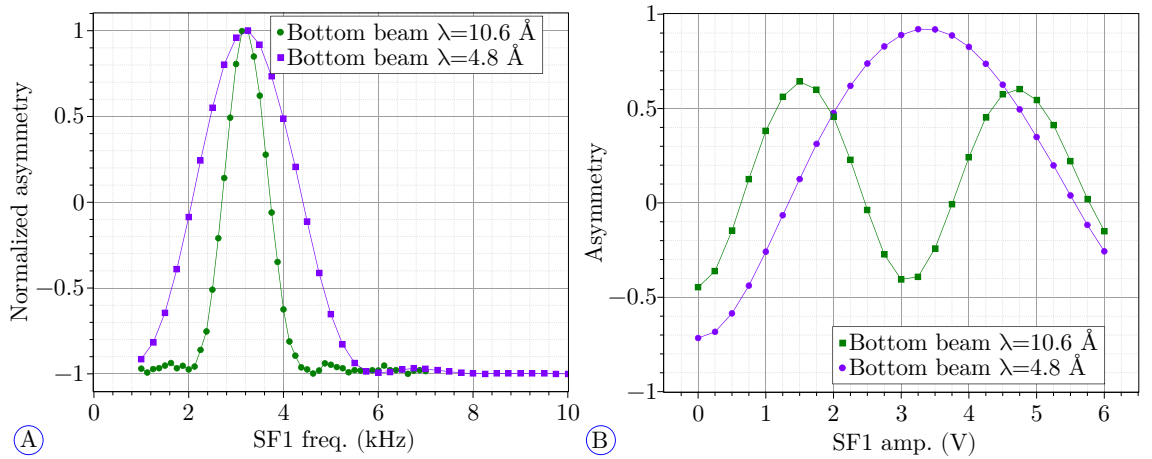 Normalized asymmetry
1
0.5
0
−0.5
−1
Bottom beam λ=10.6 Å
Bottom beam λ=4.8 Å
0 2 4 6 8 10
SF1 freq. (kHz)
A
Asymmetry
1
0.5
0
−0.5
−1
Bottom beam λ=10.6 Å
Bottom beam λ=4.8 Å
0 1 2 3 4 5 6
SF1 amp. (V)
B